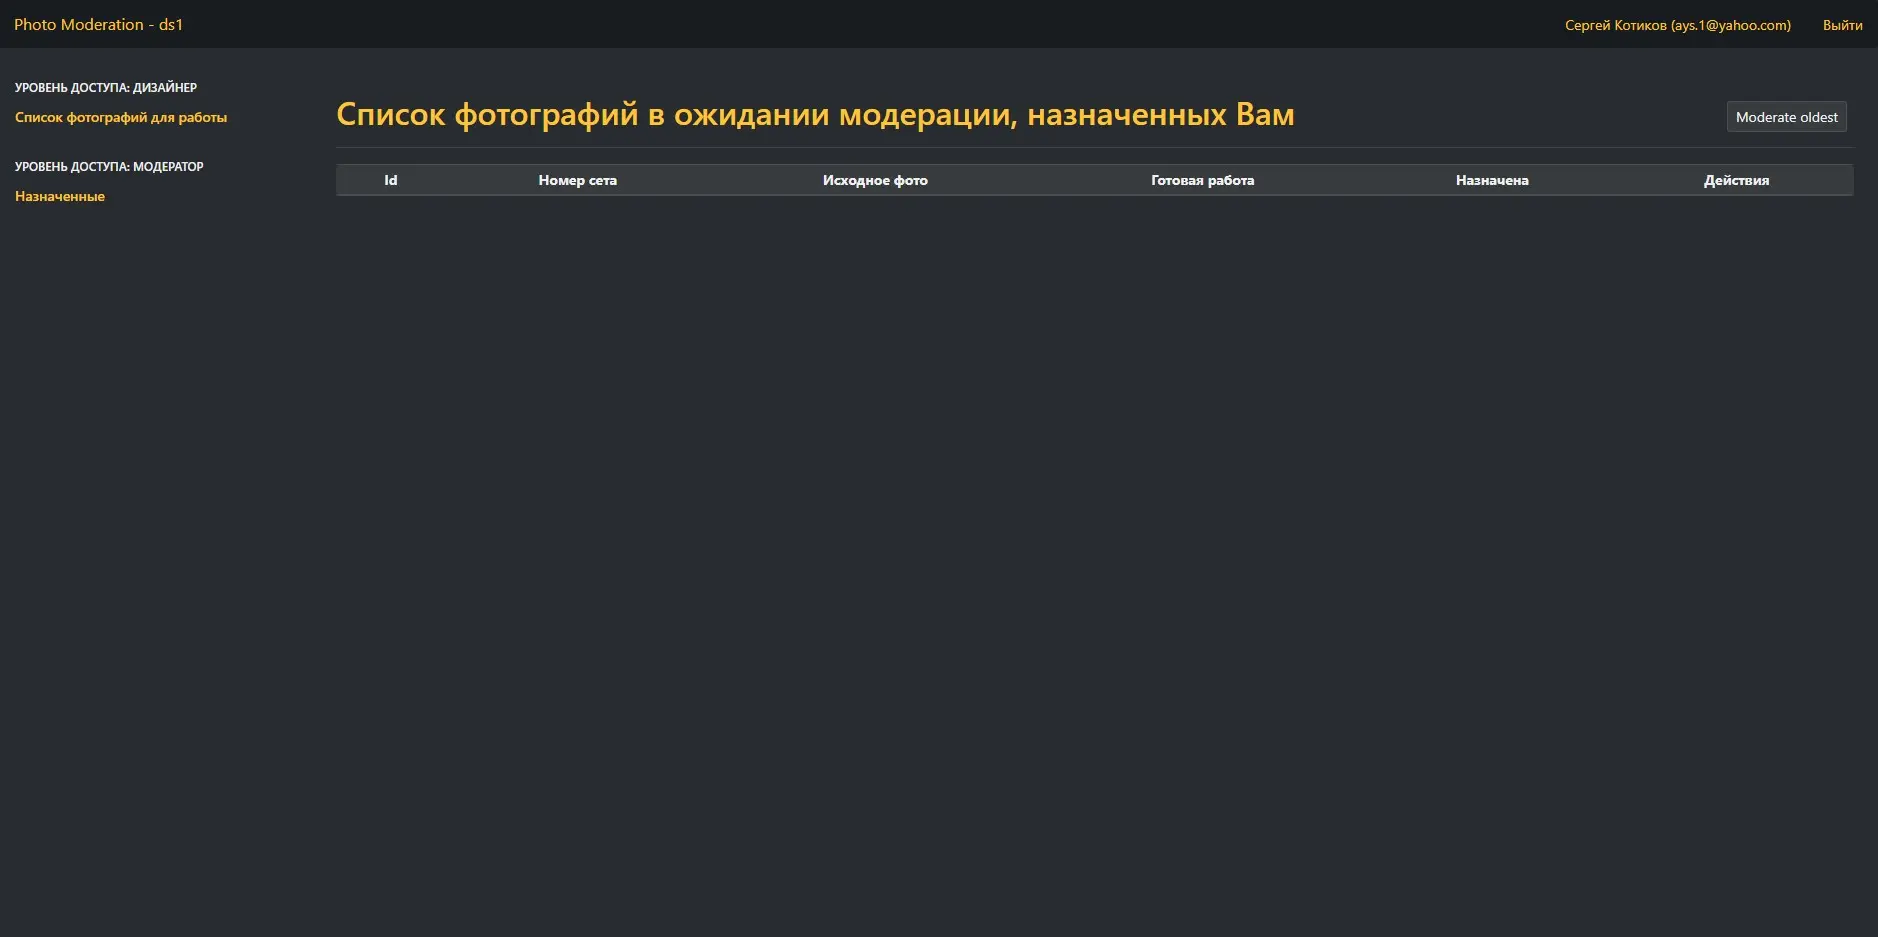 Photo Moderation - ds1
Сергей Котиков (ays.1@yahoo.com)
Выйти
УРОВЕНЬ ДОСТУПА: ДИЗАЙНЕР
Список фотографий для работы
УРОВЕНЬ ДОСТУПА: МОДЕРАТОР
Назначенные
Список фотографий в ожидании модерации, назначенных Вам
Moderate oldest
Id Номер сета Исходное фото Готовая работа Назначена Действия